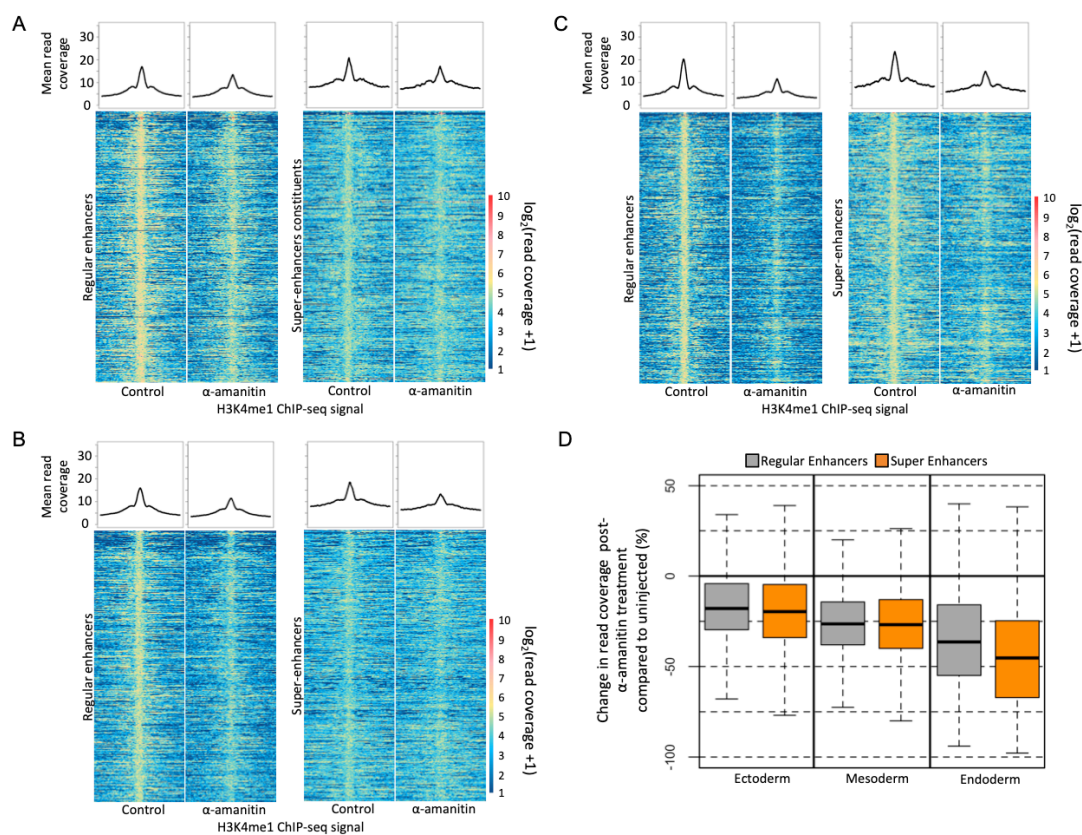 A
Mean read
coverage
30
20
10
0
Regular enhancers
Super-enhancers constituents
10
9
8
7
6
5
4
3
2
1
log₂(read coverage +1)
Control
α-amanitin
Control
α-amanitin
H3K4me1 ChIP-seq signal
B
Mean read
coverage
30
20
10
0
Regular enhancers
Super-enhancers
10
9
8
7
6
5
4
3
2
1
log₂(read coverage +1)
Control
α-amanitin
Control
α-amanitin
H3K4me1 ChIP-seq signal
C
Mean read
coverage
30
20
10
0
Regular enhancers
Super-enhancers
10
9
8
7
6
5
4
3
2
1
log₂(read coverage +1)
Control
α-amanitin
Control
α-amanitin
H3K4me1 ChIP-seq signal
D
Regular Enhancers
Super Enhancers
Change in read coverage post-
α-amanitin treatment
compared to uninjected (%)
50
0
-50
-100
Ectoderm
Mesoderm
Endoderm